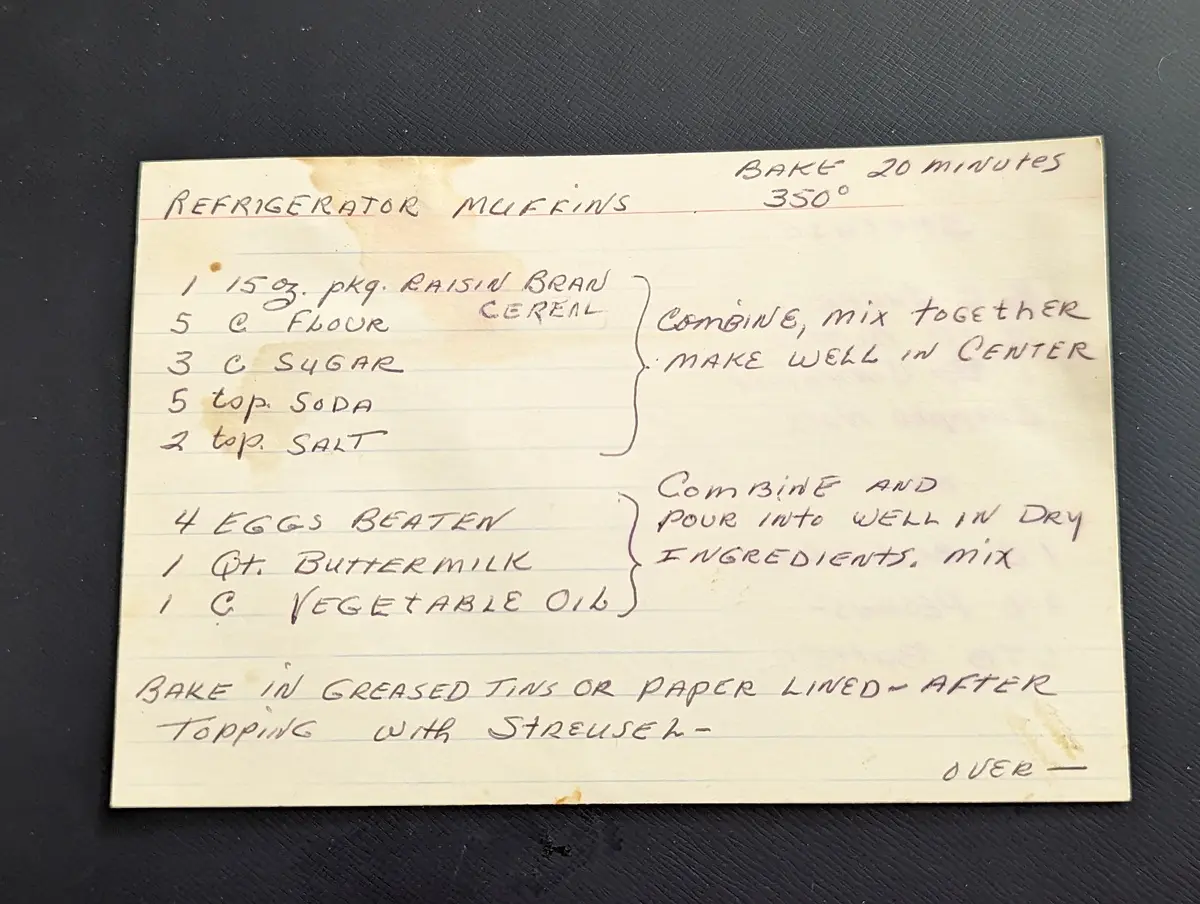 BAKE 20 minutes
REFRIGERATOR MUFFINS 350°
1 15 oz. pkg. RAISIN BRAN
CEREAL
5 C FLOUR
3 C SUGAR
5 tsp. SODA
2 tsp. SALT
COMBINE, mix toGEthER
MAKE WELL IN CENTER
4 EGGS BEATEN
1 Qt. BUTTERMILK
1 C VEGETABLE OIL
COMBINE AND
POUR INto WELL IN DRY
INGREDIENTS. MIX
BAKE IN GREASED TINS OR PAPER LINED - AFTER
TOPPING with STREUSEL -
OVER —